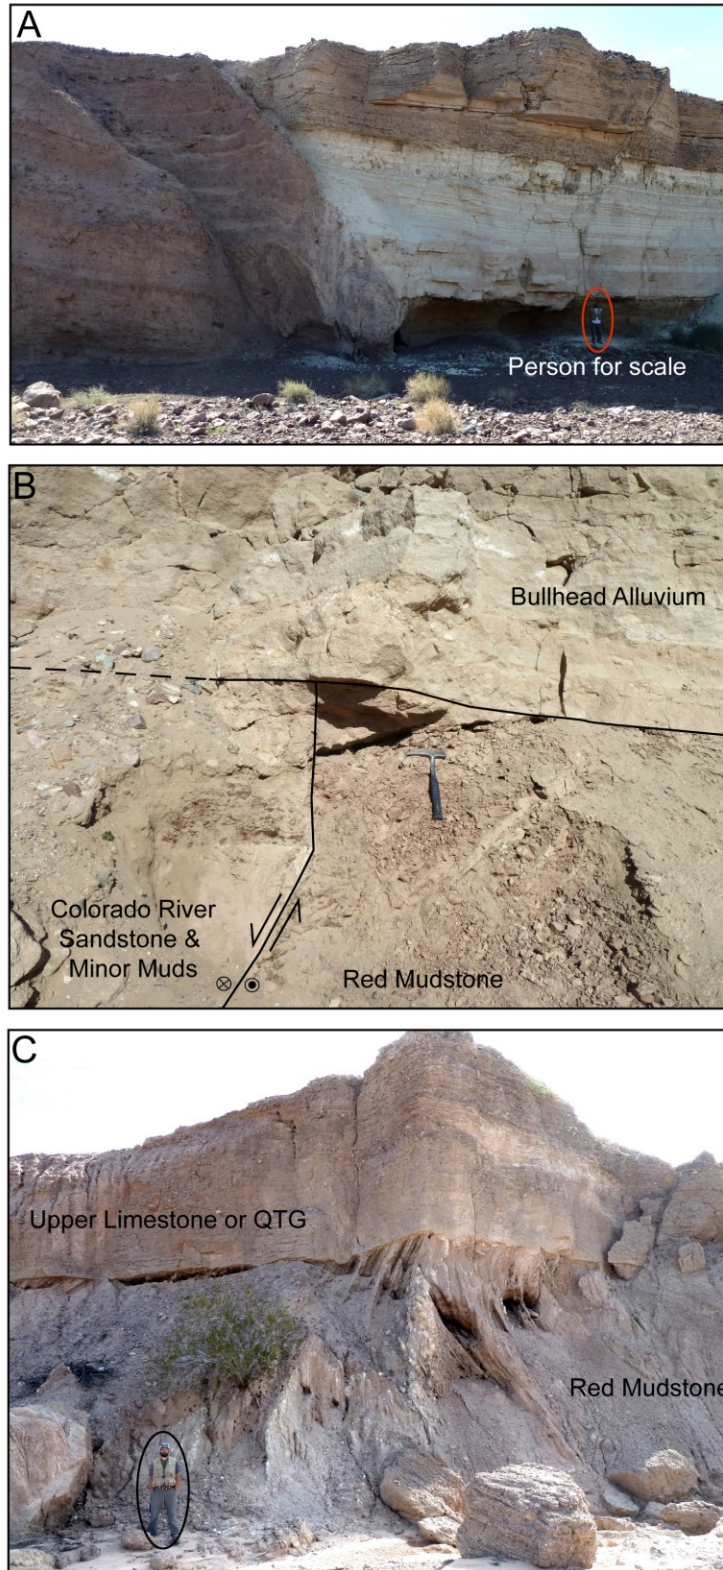 A
Person for scale
B
Bullhead Alluvium
Colorado River
Sandstone &
Minor Muds
Red Mudstone
C
Upper Limestone or QTG
Red Mudstone